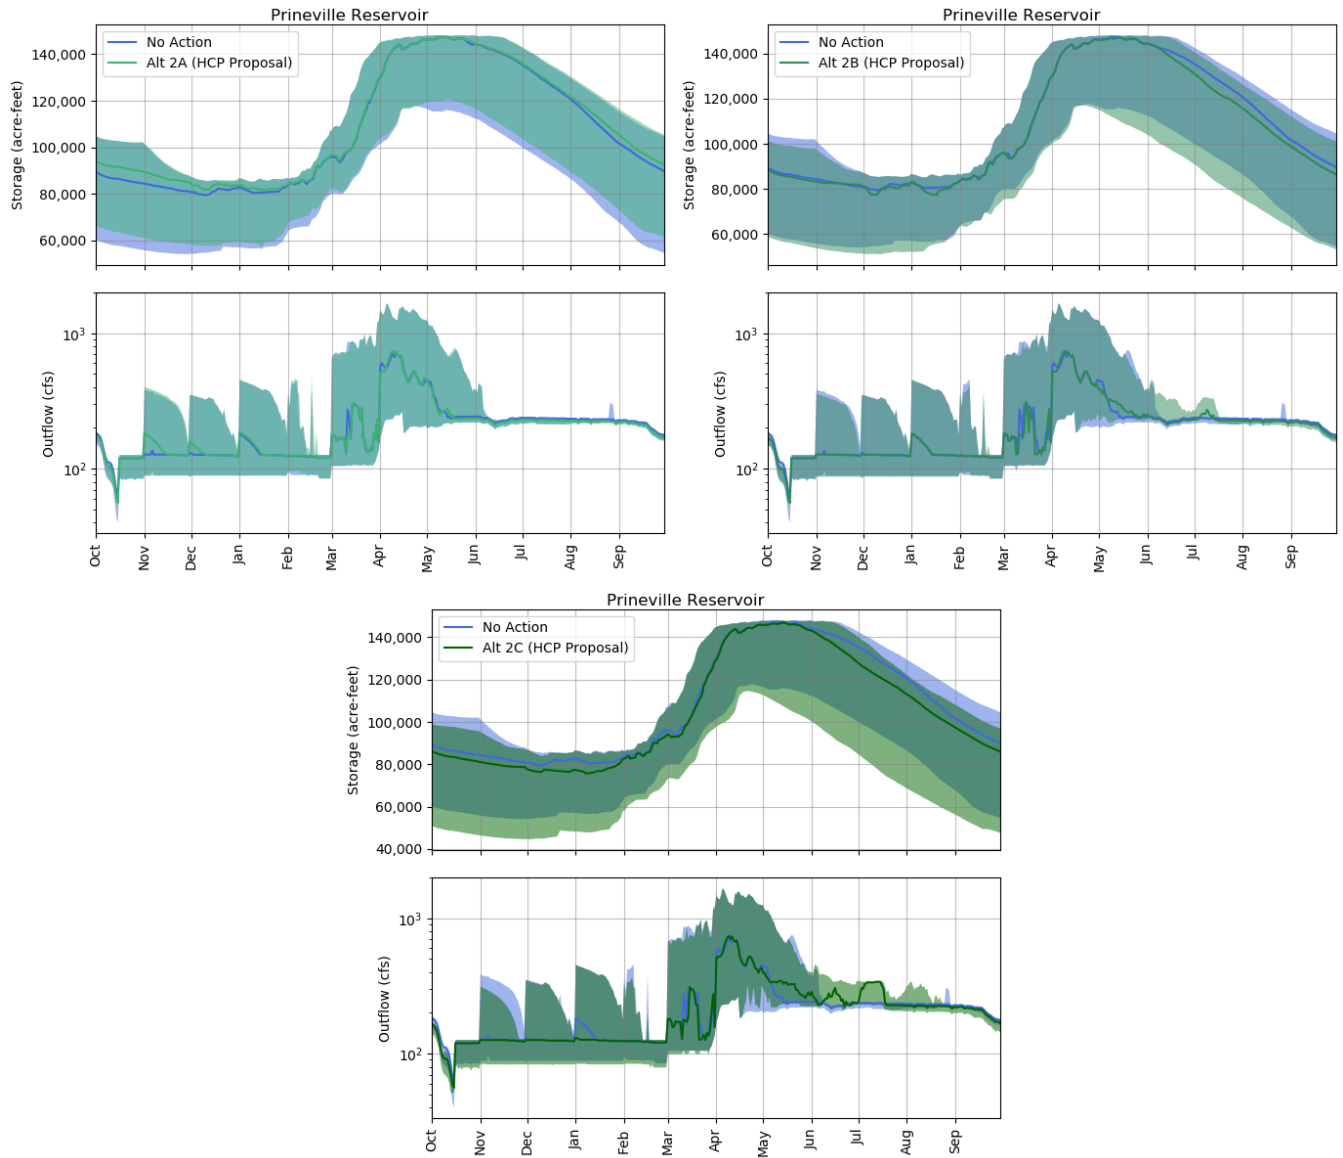 Prineville Reservoir
Storage (acre-feet)
140,000
120,000
100,000
80,000
60,000
No Action
Alt 2A (HCP Proposal)
Outflow (cfs)
10³
10²
Oct Nov Dec Jan Feb Mar Apr May Jun Jul Aug Sep
Prineville Reservoir
Storage (acre-feet)
140,000
120,000
100,000
80,000
60,000
No Action
Alt 2B (HCP Proposal)
Outflow (cfs)
10³
10²
Oct Nov Dec Jan Feb Mar Apr May Jun Jul Aug Sep
Prineville Reservoir
Storage (acre-feet)
140,000
120,000
100,000
80,000
60,000
40,000
No Action
Alt 2C (HCP Proposal)
Outflow (cfs)
10³
10²
Oct Nov Dec Jan Feb Mar Apr May Jun Jul Aug Sep